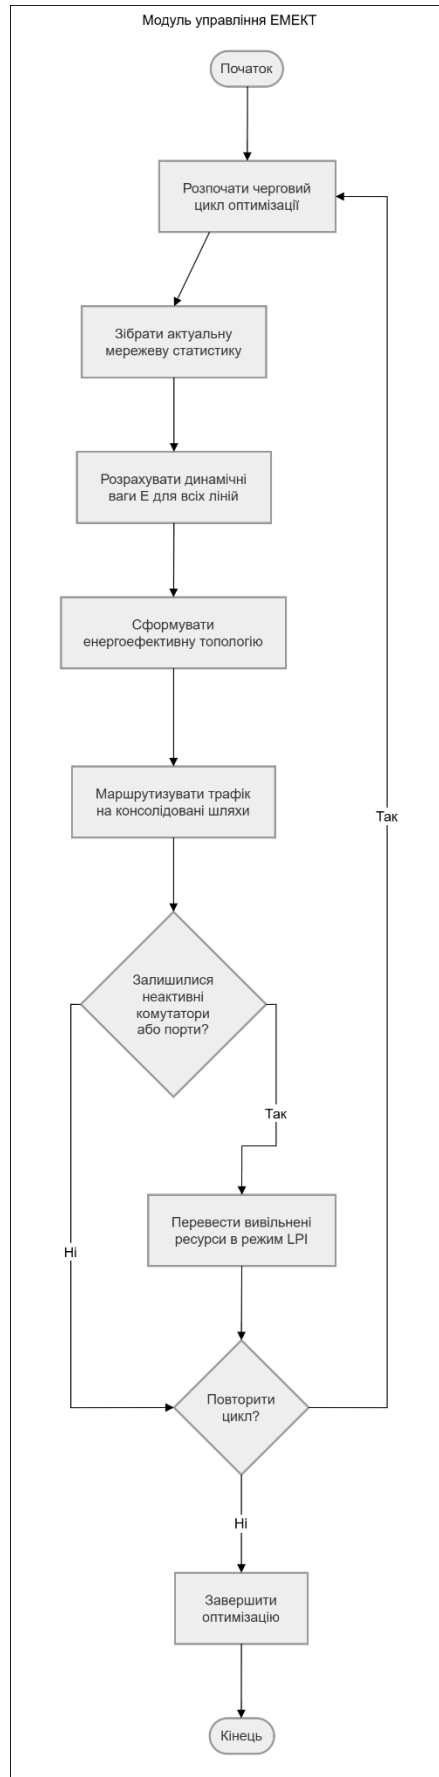 Модуль управління ЕМЕКТ
Початок
Розпочати черговий
цикл оптимізації
Зібрати актуальну
мережеву статистику
Розрахувати динамічні
ваги Е для всіх ліній
Сформувати
енергоефективну топологію
Маршрутизувати трафік
на консолідовані шляхи
Так
Залишилися
неактивні
комутатори
або порти?
Так
Перевести вивільнені
ресурси в режим LPI
Ні
Повторити
цикл?
Ні
Завершити
оптимізацію
Кінець